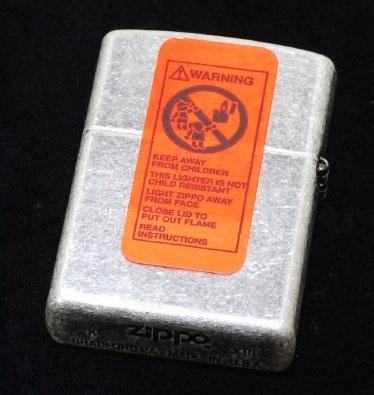 WARNING
KEEP AWAY
FROM CHILDREN
THIS LIGHTER IS NOT
CHILD RESISTANT
LIGHT ZIPPO AWAY
FROM FACE
CLOSE LID TO
PUT OUT FLAME
READ
INSTRUCTIONS
K Zippo XIII
BRADFORD, PA. MADE IN U.S.A.